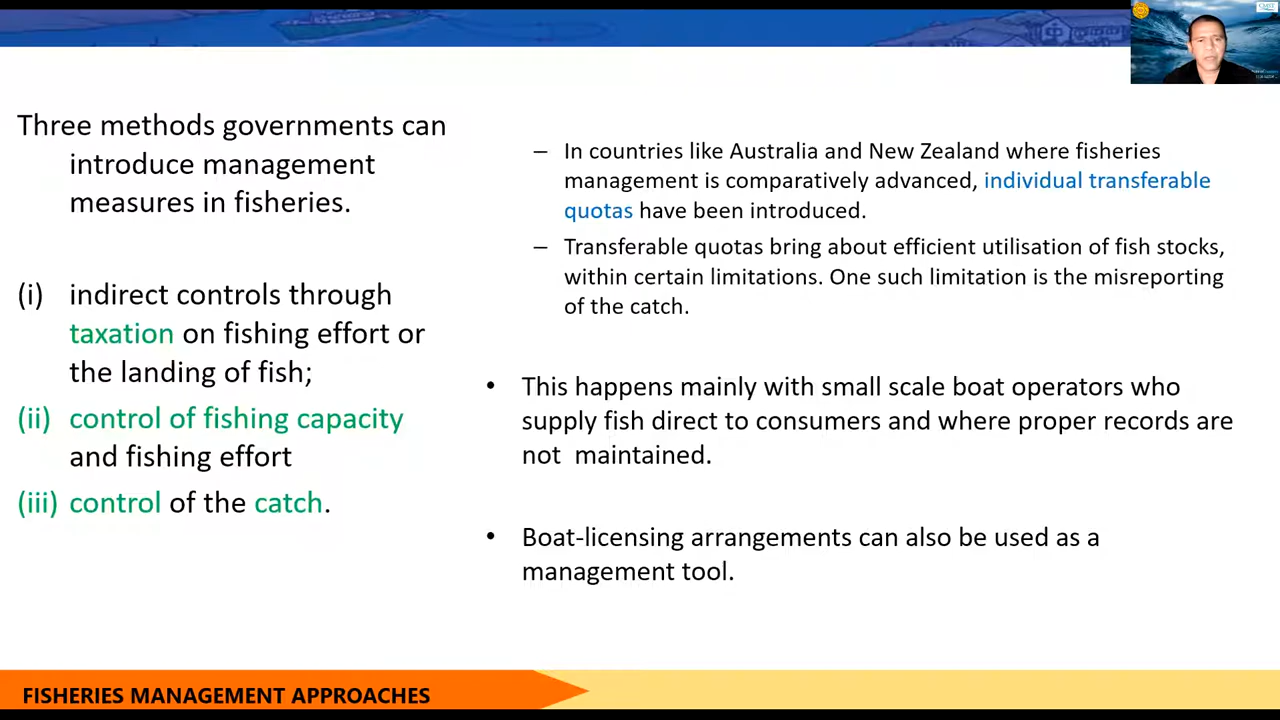 Three methods governments can
introduce management
measures in fisheries.
(i) indirect controls through
taxation on fishing effort or
the landing of fish;
(ii) control of fishing capacity
and fishing effort
(iii) control of the catch.
– In countries like Australia and New Zealand where fisheries
management is comparatively advanced, individual transferable
quotas have been introduced.
– Transferable quotas bring about efficient utilisation of fish stocks,
within certain limitations. One such limitation is the misreporting
of the catch.
• This happens mainly with small scale boat operators who
supply fish direct to consumers and where proper records are
not maintained.
• Boat-licensing arrangements can also be used as a
management tool.
FISHERIES MANAGEMENT APPROACHES